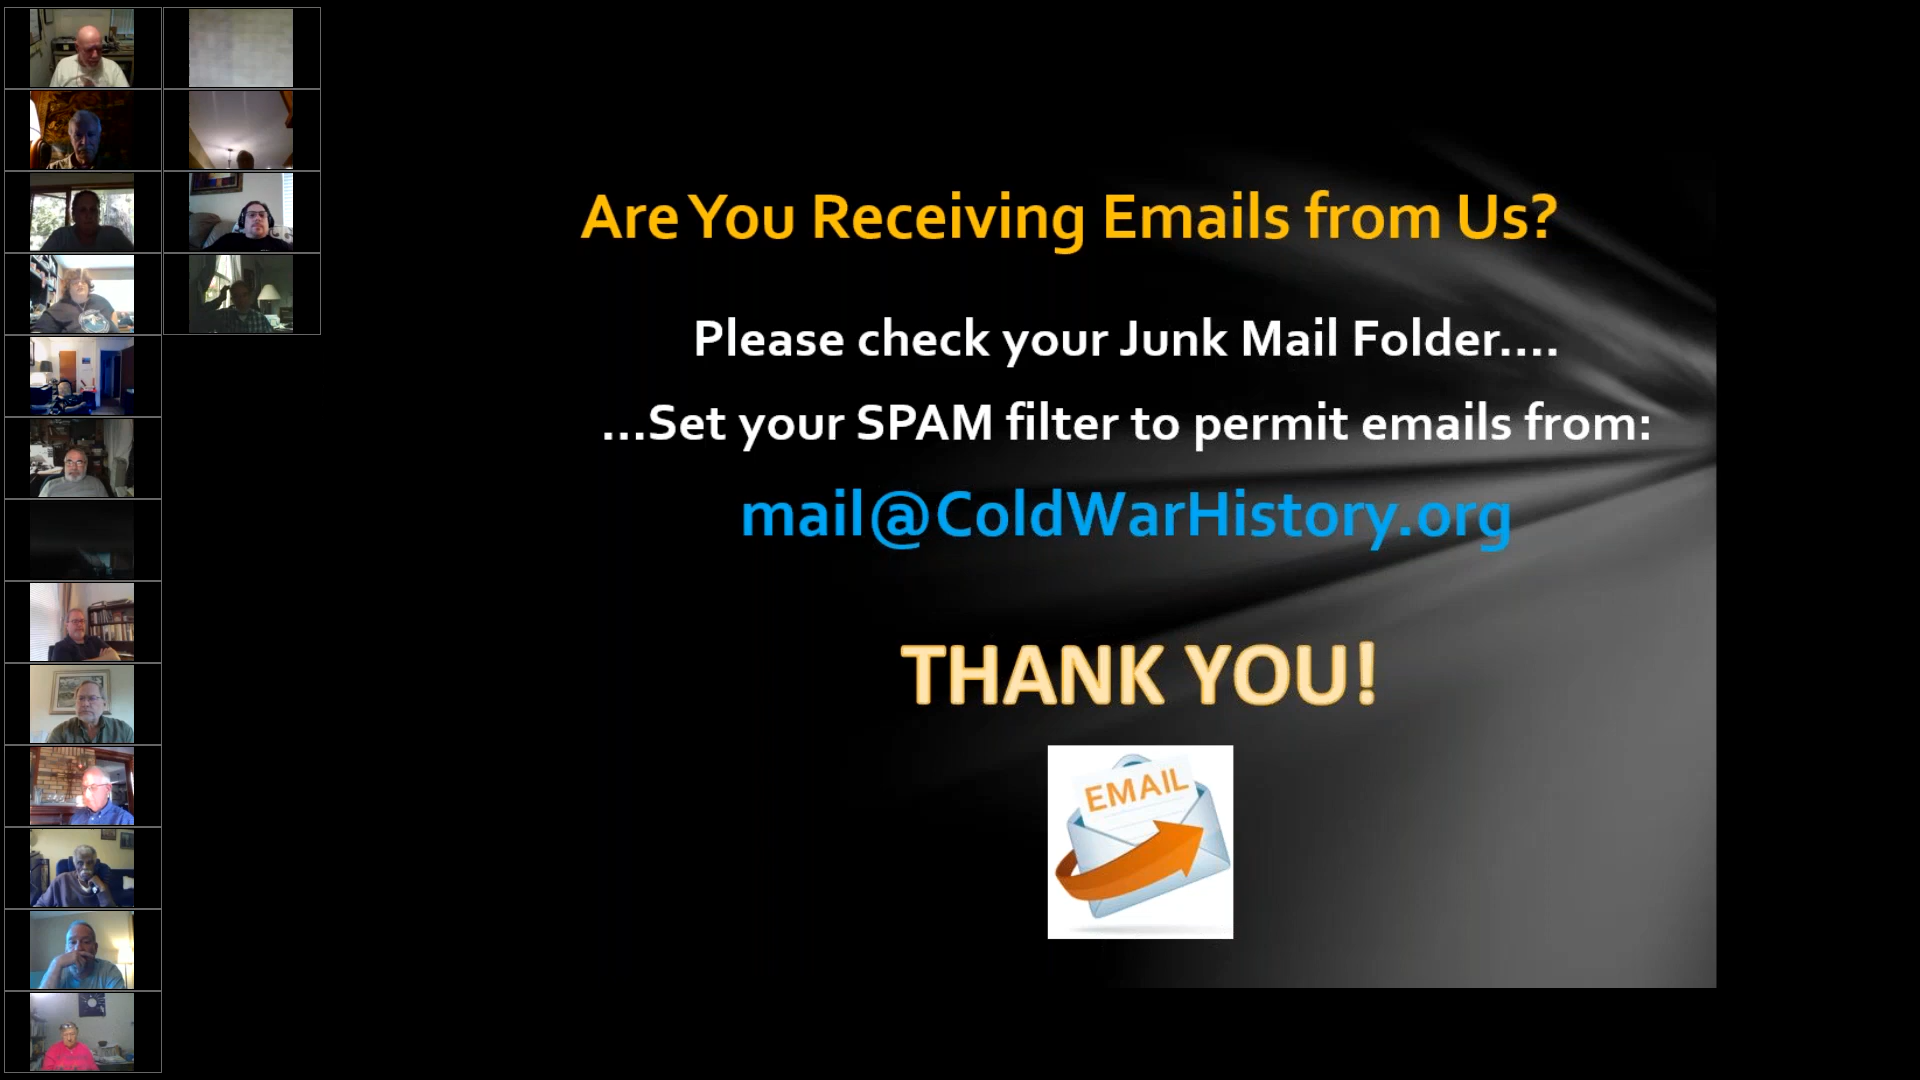 Are You Receiving Emails from Us?
Please check your Junk Mail Folder....
...Set your SPAM filter to permit emails from:
mail@ColdWarHistory.org
THANK YOU!
EMAIL